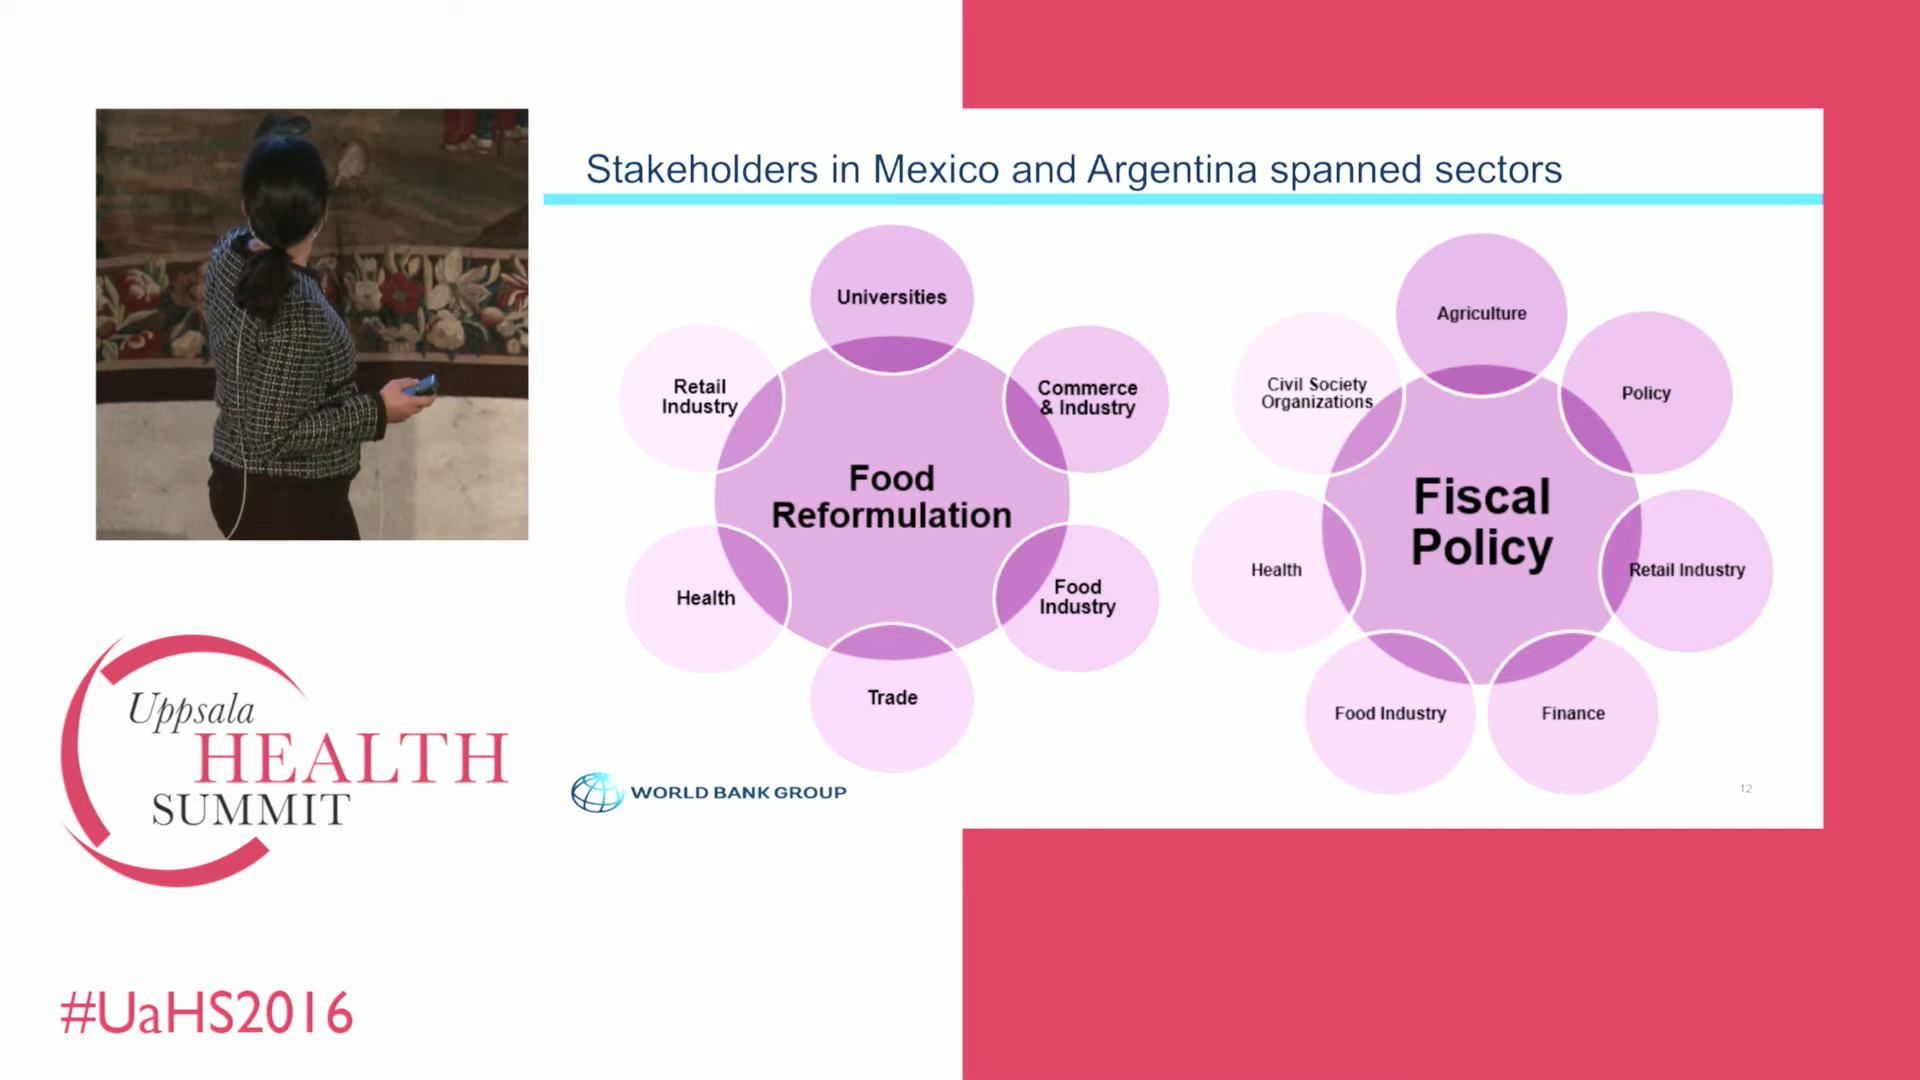 Stakeholders in Mexico and Argentina spanned sectors
Universities
Retail
Industry
Commerce
& Industry
Food
Reformulation
Health
Food
Industry
Trade
Agriculture
Civil Society
Organizations
Policy
Fiscal
Policy
Health
Retail Industry
Food Industry
Finance
WORLD BANK GROUP
12
Uppsala
HEALTH
SUMMIT
#UaHS2016